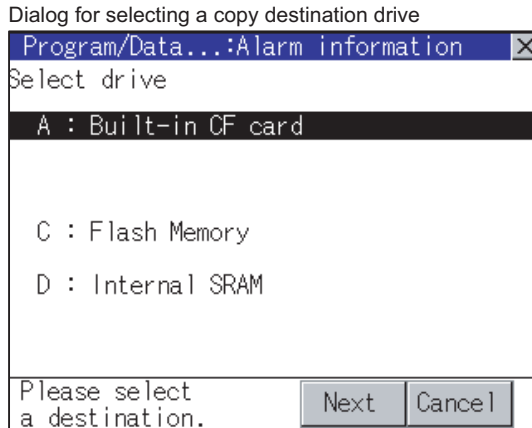 Dialog for selecting a copy destination drive
Program/Data...:Alarm information
Select drive
A : Built-in CF card
C : Flash Memory
D : Internal SRAM
Please select
a destination.
Next
Cancel